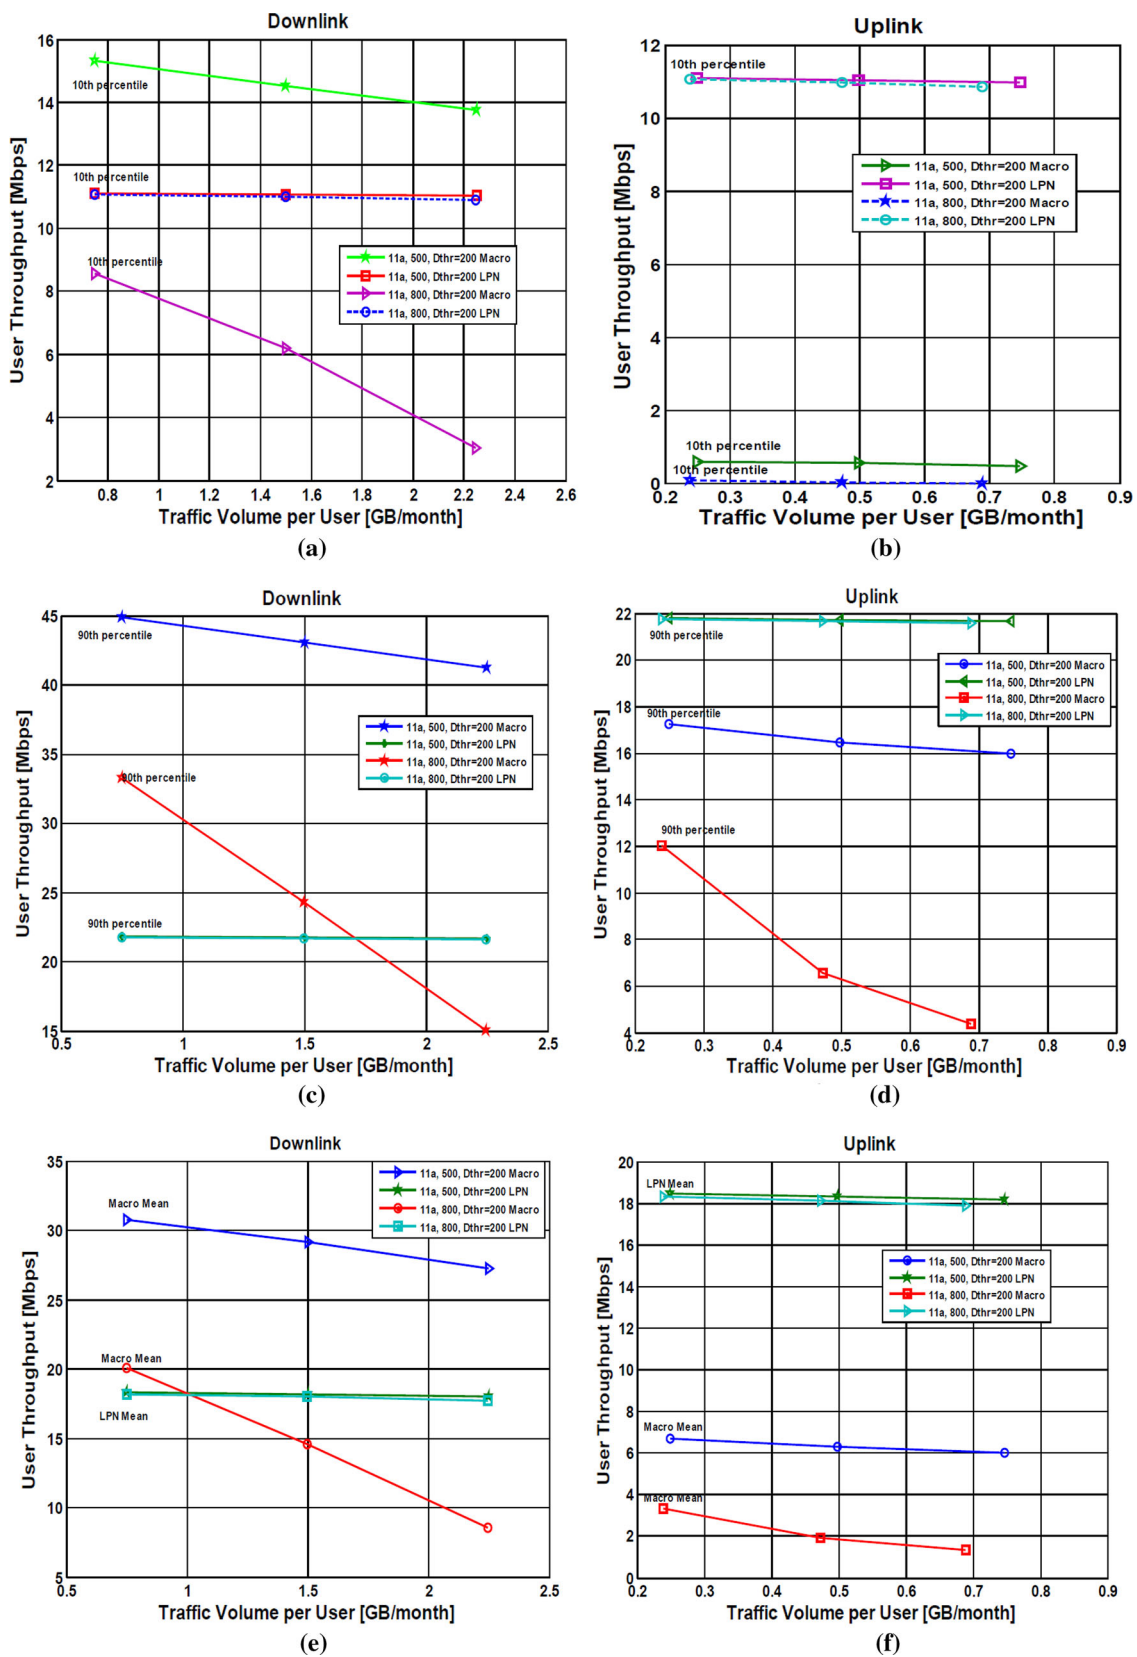 Downlink
16
14
12
10
8
6
4
2
User Throughput [Mbps]
10th percentile
10th percentile
10th percentile
11a, 500, Dthr=200 Macro
11a, 500, Dthr=200 LPN
11a, 800, Dthr=200 Macro
11a, 800, Dthr=200 LPN
0.8 1 1.2 1.4 1.6 1.8 2 2.2 2.4 2.6
Traffic Volume per User [GB/month]
(a)
Uplink
12
10
8
6
4
2
0
User Throughput [Mbps]
10th percentile
11a, 500, Dthr=200 Macro
11a, 500, Dthr=200 LPN
11a, 800, Dthr=200 Macro
11a, 800, Dthr=200 LPN
10th percentile
10th percentile
0.2 0.3 0.4 0.5 0.6 0.7 0.8 0.9
Traffic Volume per User [GB/month]
(b)
Downlink
45
40
35
30
25
20
15
User Throughput [Mbps]
90th percentile
11a, 500, Dthr=200 Macro
11a, 500, Dthr=200 LPN
11a, 800, Dthr=200 Macro
11a, 800, Dthr=200 LPN
90th percentile
90th percentile
0.5 1 1.5 2 2.5
Traffic Volume per User [GB/month]
(c)
Uplink
22
20
18
16
14
12
10
8
6
4
User Throughput [Mbps]
90th percentile
11a, 500, Dthr=200 Macro
11a, 500, Dthr=200 LPN
11a, 800, Dthr=200 Macro
11a, 800, Dthr=200 LPN
90th percentile
90th percentile
0.2 0.3 0.4 0.5 0.6 0.7 0.8 0.9
Traffic Volume per User [GB/month]
(d)
Downlink
35
30
25
20
15
10
5
User Throughput [Mbps]
11a, 500, Dthr=200 Macro
11a, 500, Dthr=200 LPN
11a, 800, Dthr=200 Macro
11a, 800, Dthr=200 LPN
Macro Mean
Macro Mean
LPN Mean
0.5 1 1.5 2 2.5
Traffic Volume per User [GB/month]
(e)
Uplink
20
18
16
14
12
10
8
6
4
2
0
User Throughput [Mbps]
LPN Mean
11a, 500, Dthr=200 Macro
11a, 500, Dthr=200 LPN
11a, 800, Dthr=200 Macro
11a, 800, Dthr=200 LPN
Macro Mean
Macro Mean
0.2 0.3 0.4 0.5 0.6 0.7 0.8 0.9
Traffic Volume per User [GB/month]
(f)